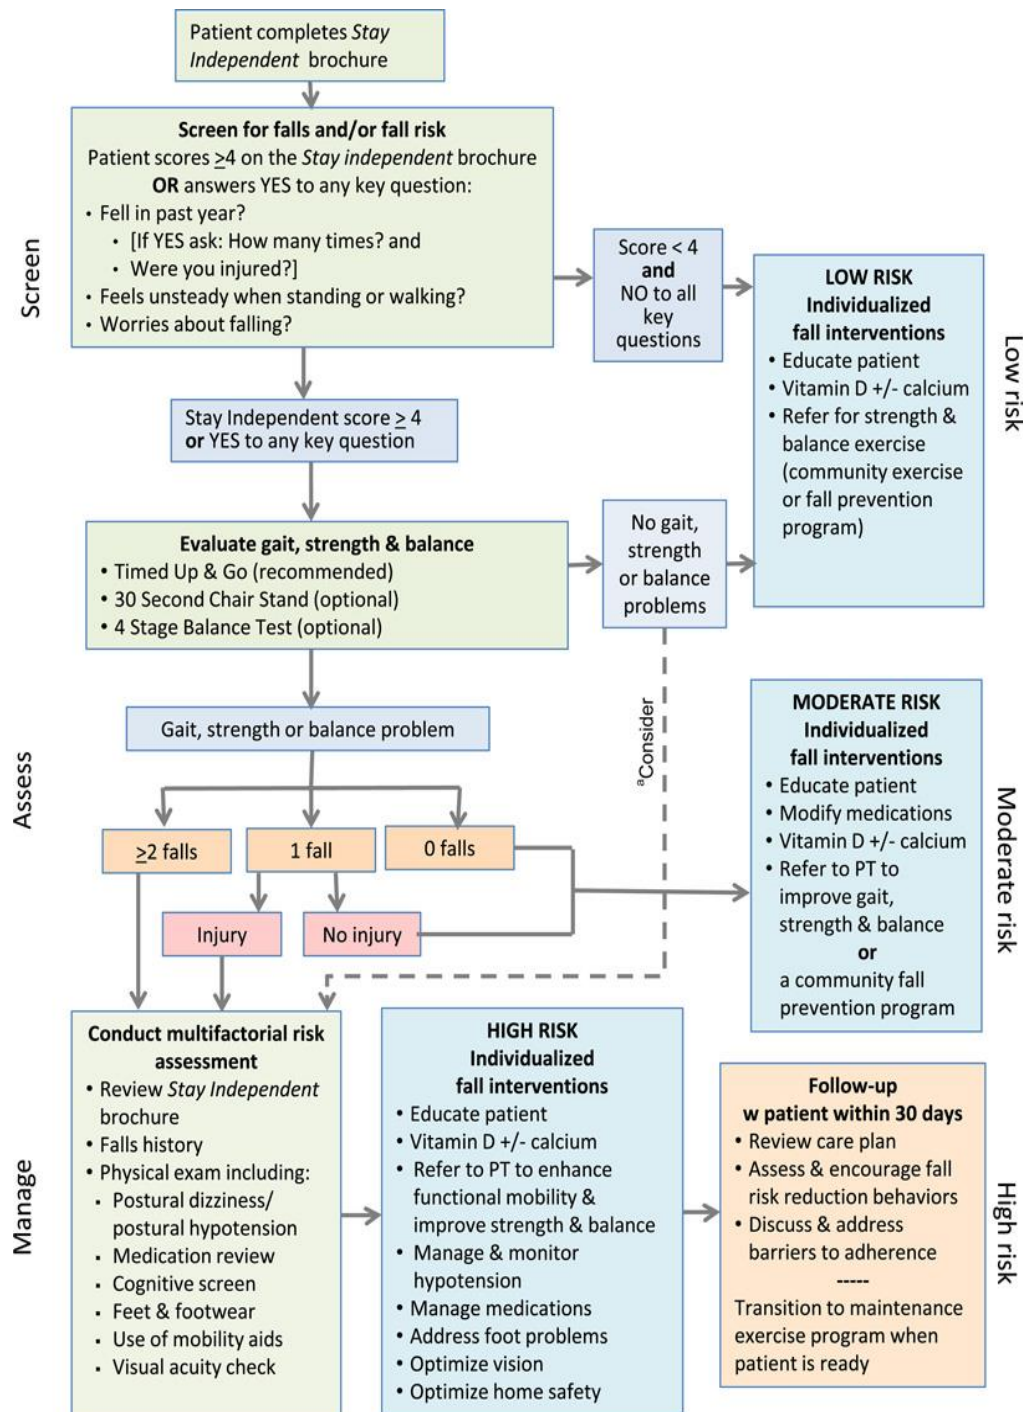 Patient completes Stay
Independent brochure
Screen for falls and/or fall risk
Patient scores ≥4 on the Stay independent brochure
OR answers YES to any key question:
• Fell in past year?
• [If YES ask: How many times? and
• Were you injured?]
• Feels unsteady when standing or walking?
• Worries about falling?
Screen
Score < 4
and
NO to all
key
questions
LOW RISK
Individualized
fall interventions
• Educate patient
• Vitamin D +/- calcium
• Refer for strength &
balance exercise
(community exercise
or fall prevention
program)
Low risk
Stay Independent score ≥ 4
or YES to any key question
Evaluate gait, strength & balance
• Timed Up & Go (recommended)
• 30 Second Chair Stand (optional)
• 4 Stage Balance Test (optional)
No gait,
strength
or balance
problems
ᵃConsider
Gait, strength or balance problem
Assess
≥2 falls
1 fall
0 falls
Injury
No injury
MODERATE RISK
Individualized
fall interventions
• Educate patient
• Modify medications
• Vitamin D +/- calcium
• Refer to PT to
improve gait,
strength & balance
or
a community fall
prevention program
Moderate risk
Conduct multifactorial risk
assessment
• Review Stay Independent
brochure
• Falls history
• Physical exam including:
▪ Postural dizziness/
postural hypotension
▪ Medication review
▪ Cognitive screen
▪ Feet & footwear
▪ Use of mobility aids
▪ Visual acuity check
Manage
HIGH RISK
Individualized
fall interventions
• Educate patient
• Vitamin D +/- calcium
• Refer to PT to enhance
functional mobility &
improve strength & balance
• Manage & monitor
hypotension
• Manage medications
• Address foot problems
• Optimize vision
• Optimize home safety
Follow-up
w patient within 30 days
• Review care plan
• Assess & encourage fall
risk reduction behaviors
• Discuss & address
barriers to adherence
-----
Transition to maintenance
exercise program when
patient is ready
High risk